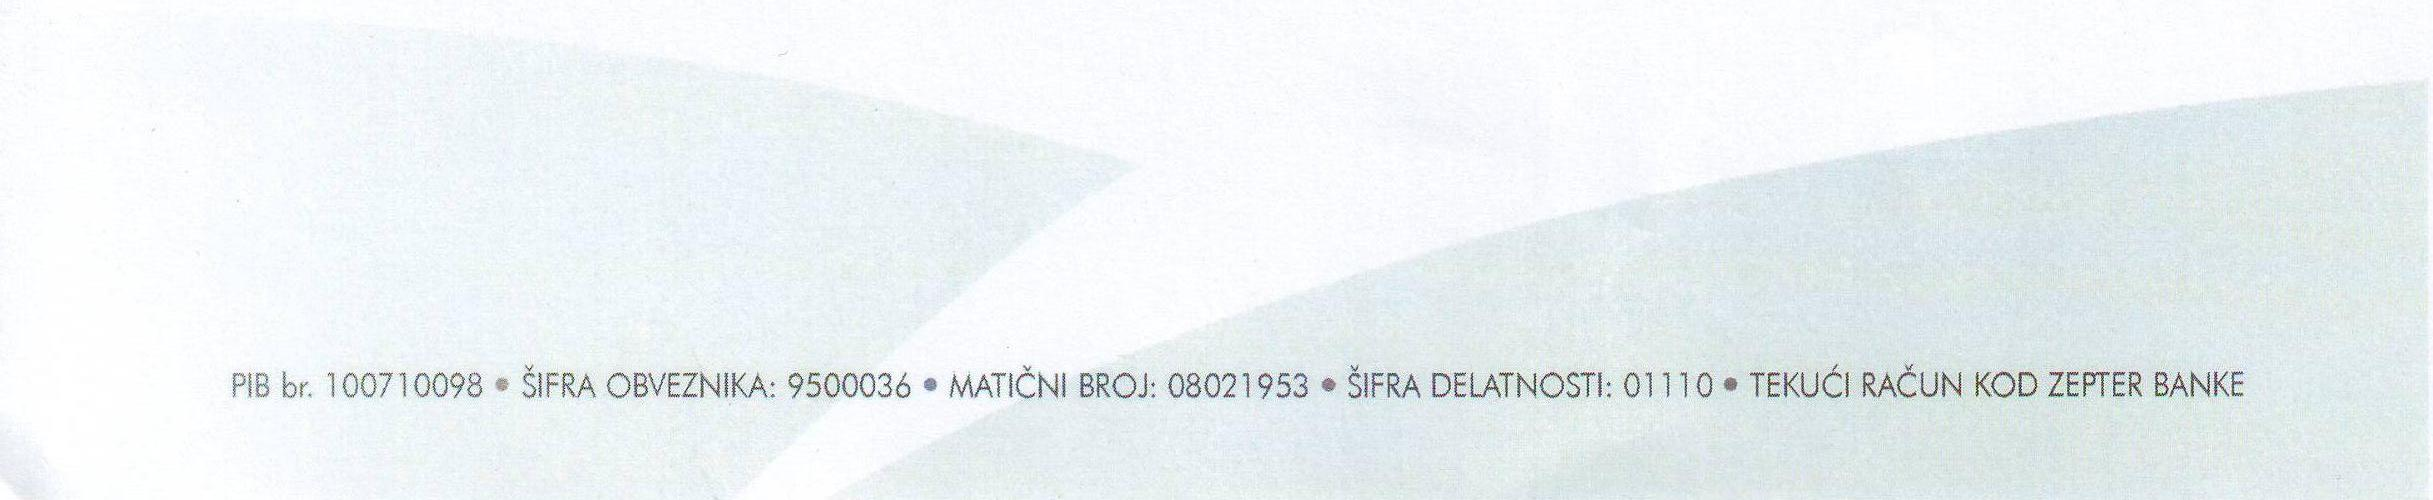 PIB br. 100710098 • ŠIFRA OBVEZNIKA: 9500036 • MATIČNI BROJ: 08021953 • ŠIFRA DELATNOSTI: 01110 • TEKUĆI RAČUN KOD ZEPTER BANKE